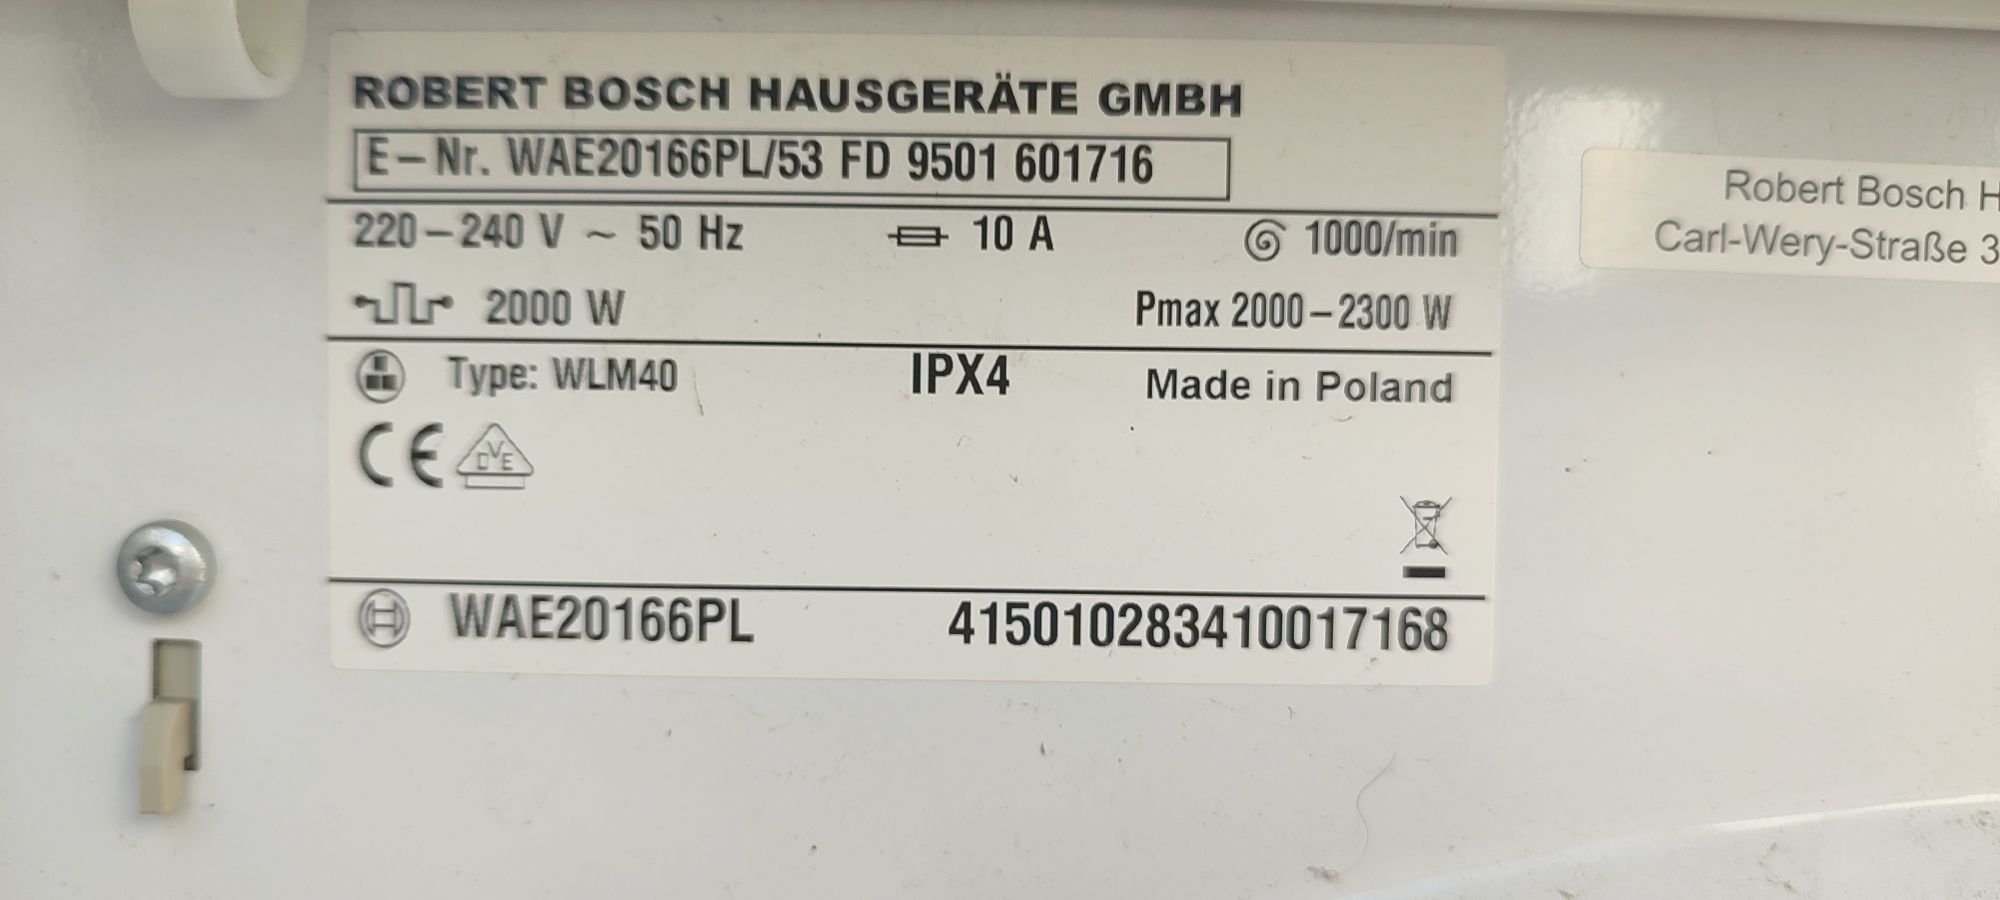 ROBERT BOSCH HAUSGERÄTE GMBH
E-Nr. WAE20166PL/53 FD 9501 601716
220-240 V ~ 50 Hz 10 A 1000/min
2000 W Pmax 2000-2300 W
Type: WLM40 IPX4 Made in Poland
CE DVE
WAE20166PL 415010283410017168
Robert Bosch H
Carl-Wery-Straße 3